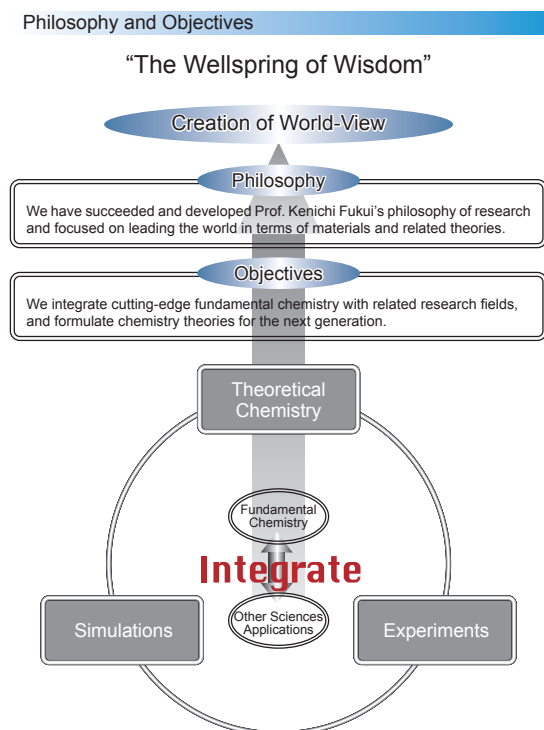 Philosophy and Objectives
“The Wellspring of Wisdom”
Creation of World-View
Philosophy
We have succeeded and developed Prof. Kenichi Fukui’s philosophy of research
and focused on leading the world in terms of materials and related theories.
Objectives
We integrate cutting-edge fundamental chemistry with related research fields,
and formulate chemistry theories for the next generation.
Theoretical
Chemistry
Fundamental
Chemistry
Integrate
Other Sciences
Applications
Simulations
Experiments